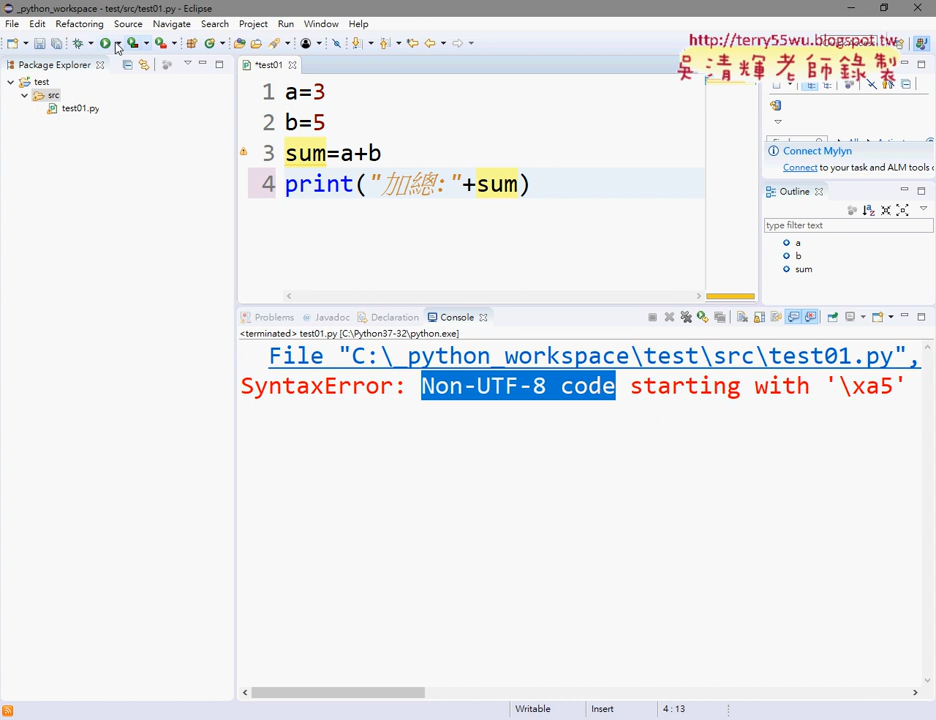 _python_workspace - test/src/test01.py - Eclipse
File Edit Refactoring Source Navigate Search Project Run Window Help
http://terry55wu.blogspot.tw
吳清輝老師錄製
Package Explorer
test
src
test01.py
*test01
1 a=3
2 b=5
3 sum=a+b
4 print("加總:"+sum)
Connect Mylyn
Connect to your task and ALM tools
Outline
type filter text
a
b
sum
Problems Javadoc Declaration Console
<terminated> test01.py [C:\Python37-32\python.exe]
File "C:\_python_workspace\test\src\test01.py",
SyntaxError: Non-UTF-8 code starting with '\xa5'
Writable Insert 4 : 13